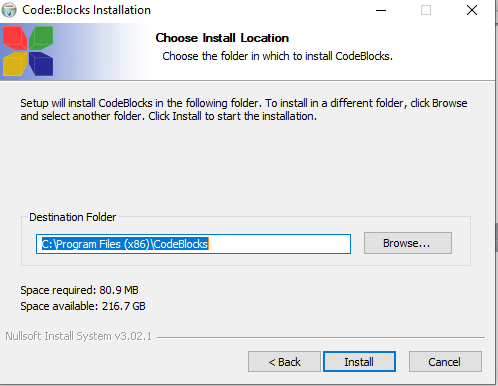 Code::Blocks Installation
Choose Install Location
Choose the folder in which to install CodeBlocks.
Setup will install CodeBlocks in the following folder. To install in a different folder, click Browse
and select another folder. Click Install to start the installation.
Destination Folder
C:\Program Files (x86)\CodeBlocks
Browse...
Space required: 80.9 MB
Space available: 216.7 GB
Nullsoft Install System v3.02.1
< Back
Install
Cancel